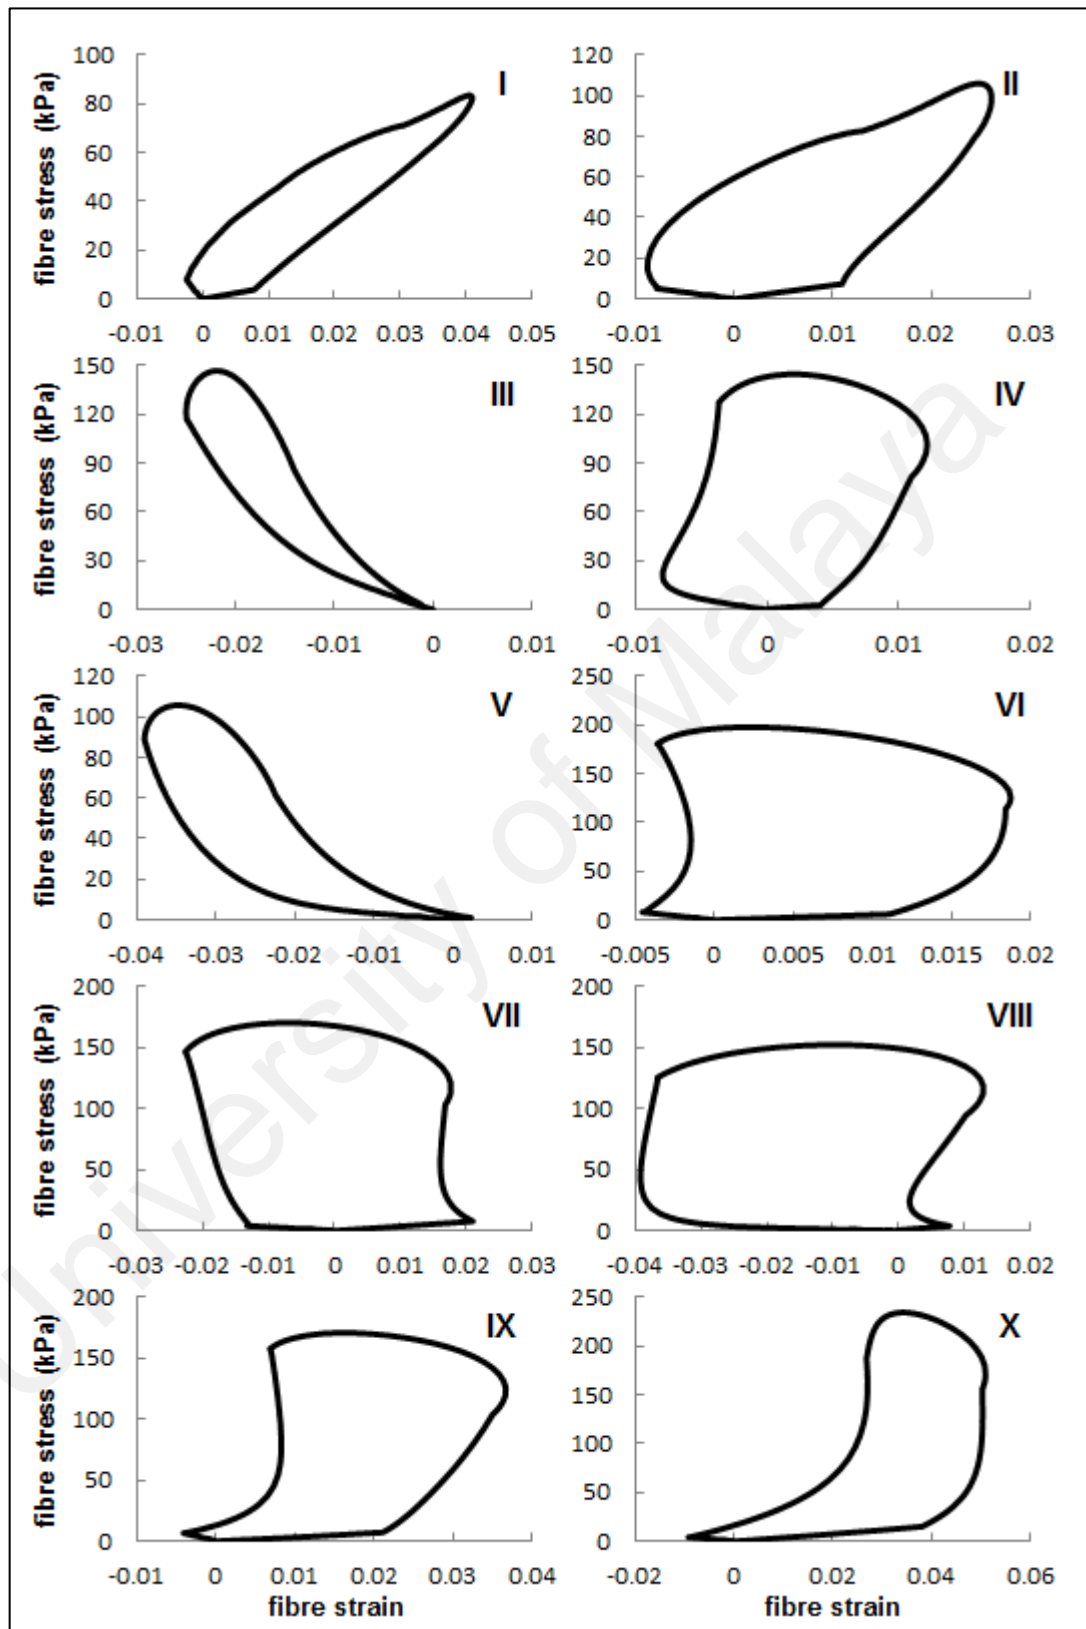 I
fibre stress (kPa)
100
80
60
40
20
0
-0.01 0 0.01 0.02 0.03 0.04 0.05
II
120
100
80
60
40
20
0
-0.01 0 0.01 0.02 0.03
III
fibre stress (kPa)
150
120
90
60
30
0
-0.03 -0.02 -0.01 0 0.01
IV
150
120
90
60
30
0
-0.01 0 0.01 0.02
V
fibre stress (kPa)
120
100
80
60
40
20
0
-0.04 -0.03 -0.02 -0.01 0 0.01
VI
250
200
150
100
50
0
-0.005 0 0.005 0.01 0.015 0.02
VII
fibre stress (kPa)
200
150
100
50
0
-0.03 -0.02 -0.01 0 0.01 0.02 0.03
VIII
200
150
100
50
0
-0.04 -0.03 -0.02 -0.01 0 0.01 0.02
IX
fibre stress (kPa)
200
150
100
50
0
-0.01 0 0.01 0.02 0.03 0.04
fibre strain
X
250
200
150
100
50
0
-0.02 0 0.02 0.04 0.06
fibre strain
University of Malaya